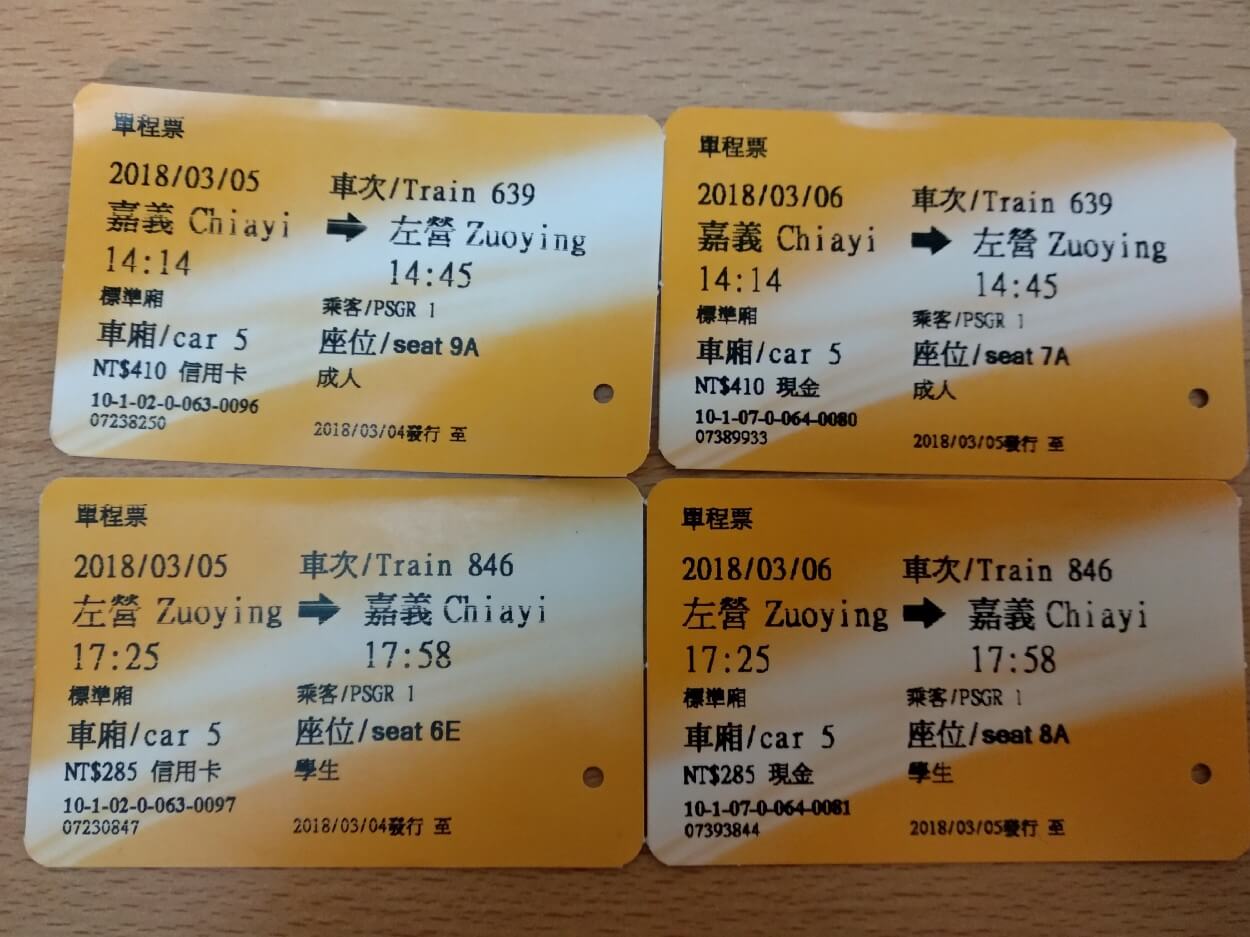 單程票
2018/03/05 車次/Train 639
嘉義 Chiayi ➡ 左營 Zuoying
14:14 14:45
標準廂 乘客/PSGR 1
車廂/car 5 座位/seat 9A
NT$410 信用卡 成人
10-1-02-0-063-0096
07238250 2018/03/04發行 至
單程票
2018/03/06 車次/Train 639
嘉義 Chiayi ➡ 左營 Zuoying
14:14 14:45
標準廂 乘客/PSGR 1
車廂/car 5 座位/seat 7A
NT$410 現金 成人
10-1-07-0-064-0080
07389933 2018/03/05發行 至
單程票
2018/03/05 車次/Train 846
左營 Zuoying ➡ 嘉義 Chiayi
17:25 17:58
標準廂 乘客/PSGR 1
車廂/car 5 座位/seat 6E
NT$285 信用卡 學生
10-1-02-0-063-0097
07230847 2018/03/04發行 至
單程票
2018/03/06 車次/Train 846
左營 Zuoying ➡ 嘉義 Chiayi
17:25 17:58
標準廂 乘客/PSGR 1
車廂/car 5 座位/seat 8A
NT$285 現金 學生
10-1-07-0-064-0081
07393844 2018/03/05發行 至